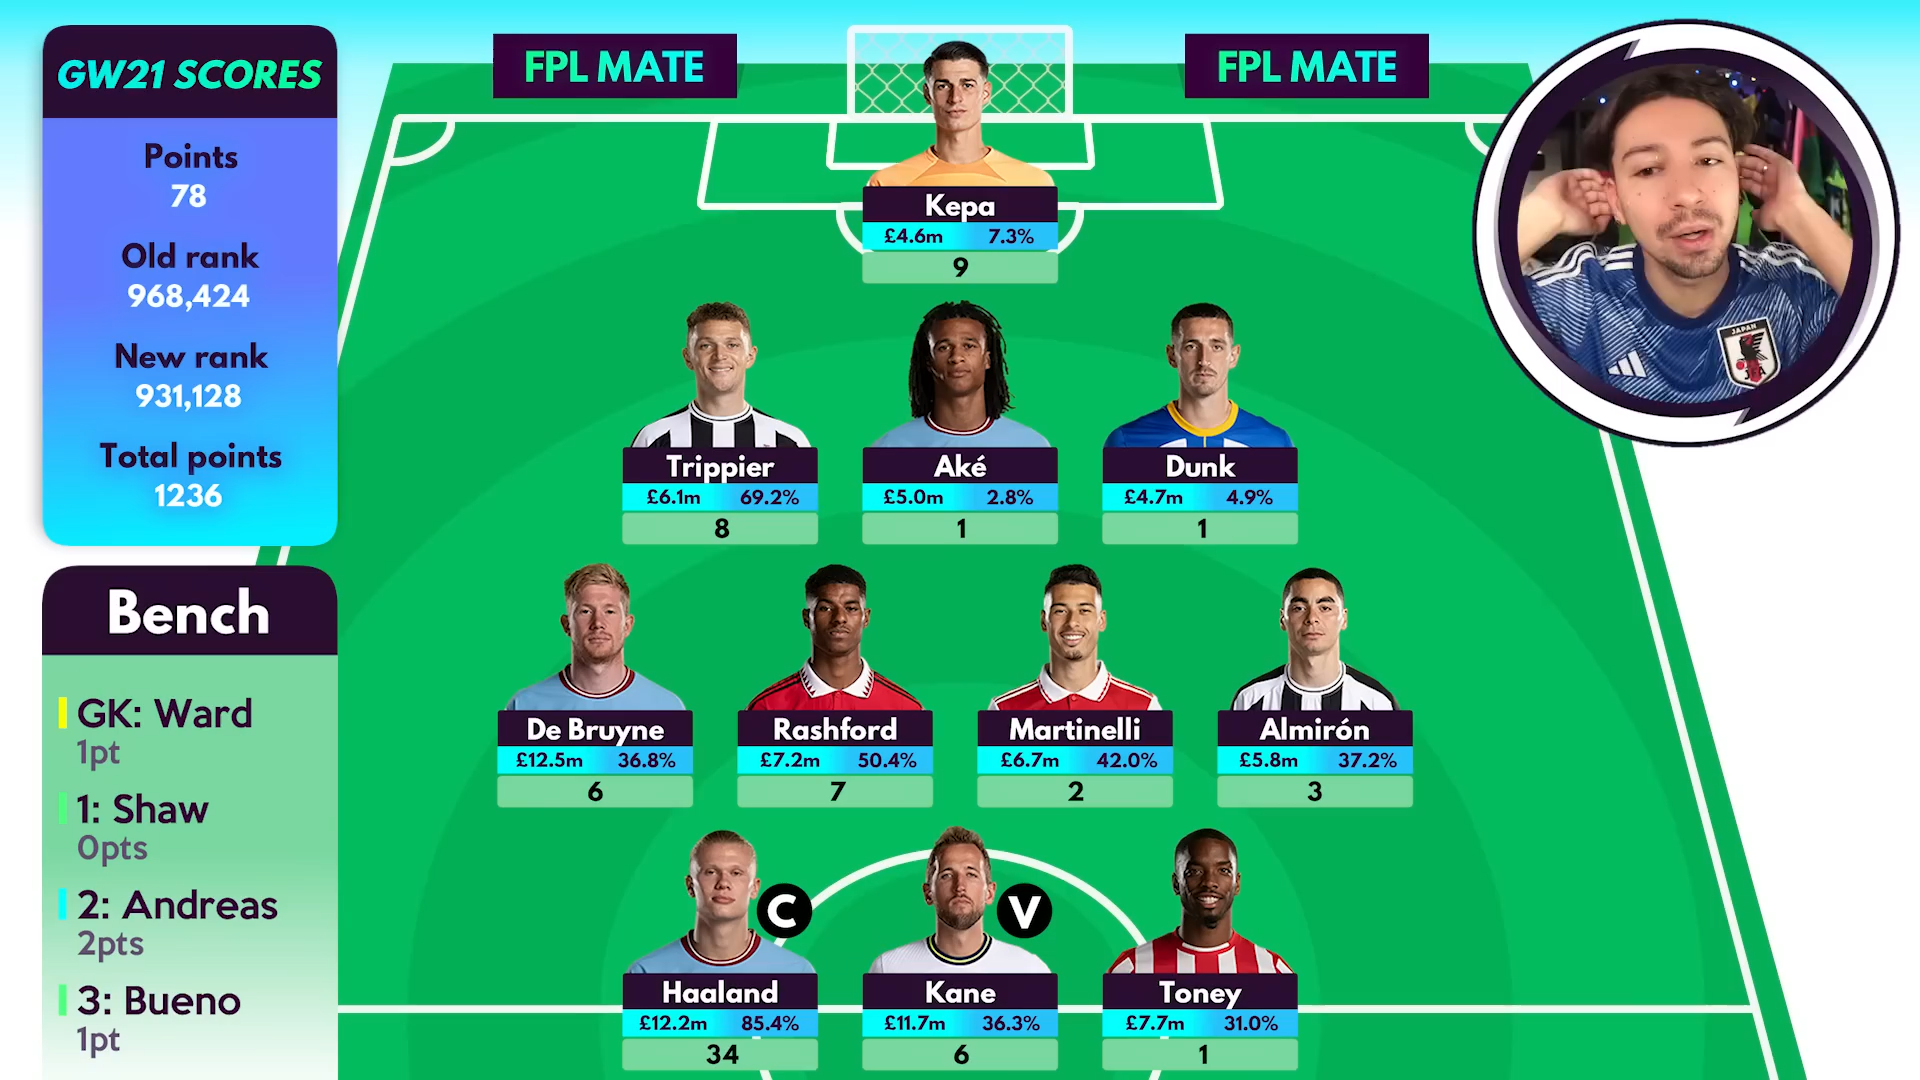 GW21 SCORES
Points
78
Old rank
968,424
New rank
931,128
Total points
1236
Bench
GK: Ward
1pt
1: Shaw
0pts
2: Andreas
2pts
3: Bueno
1pt
FPL MATE
FPL MATE
Kepa
£4.6m 7.3%
9
Trippier
£6.1m 69.2%
8
Aké
£5.0m 2.8%
1
Dunk
£4.7m 4.9%
1
De Bruyne
£12.5m 36.8%
6
Rashford
£7.2m 50.4%
7
Martinelli
£6.7m 42.0%
2
Almirón
£5.8m 37.2%
3
C
Haaland
£12.2m 85.4%
34
V
Kane
£11.7m 36.3%
6
Toney
£7.7m 31.0%
1
JAPAN
JFA